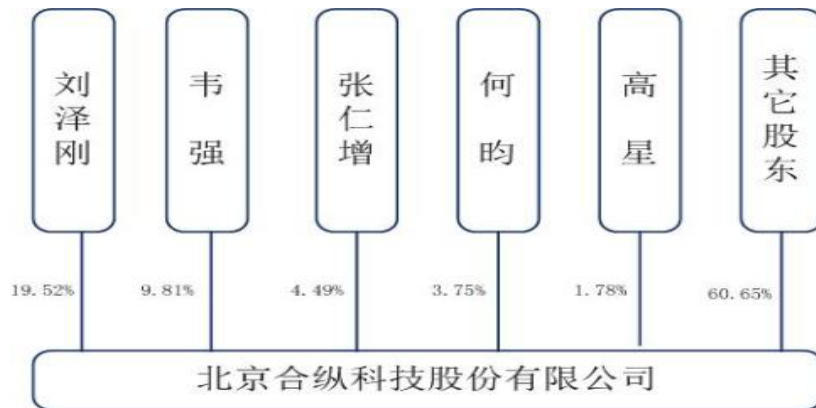 刘泽刚
韦强
张仁增
何昀
高星
其它股东
19.52%
9.81%
4.49%
3.75%
1.78%
60.65%
北京合纵科技股份有限公司